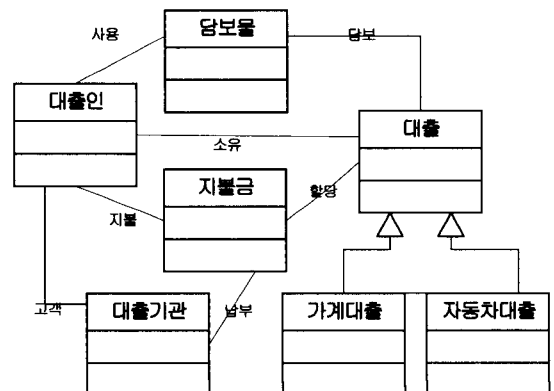 담보물
사용
담보
대출인
대출
소유
지불금
할당
지불
고객
대출기관
납부
가계대출
자동차대출